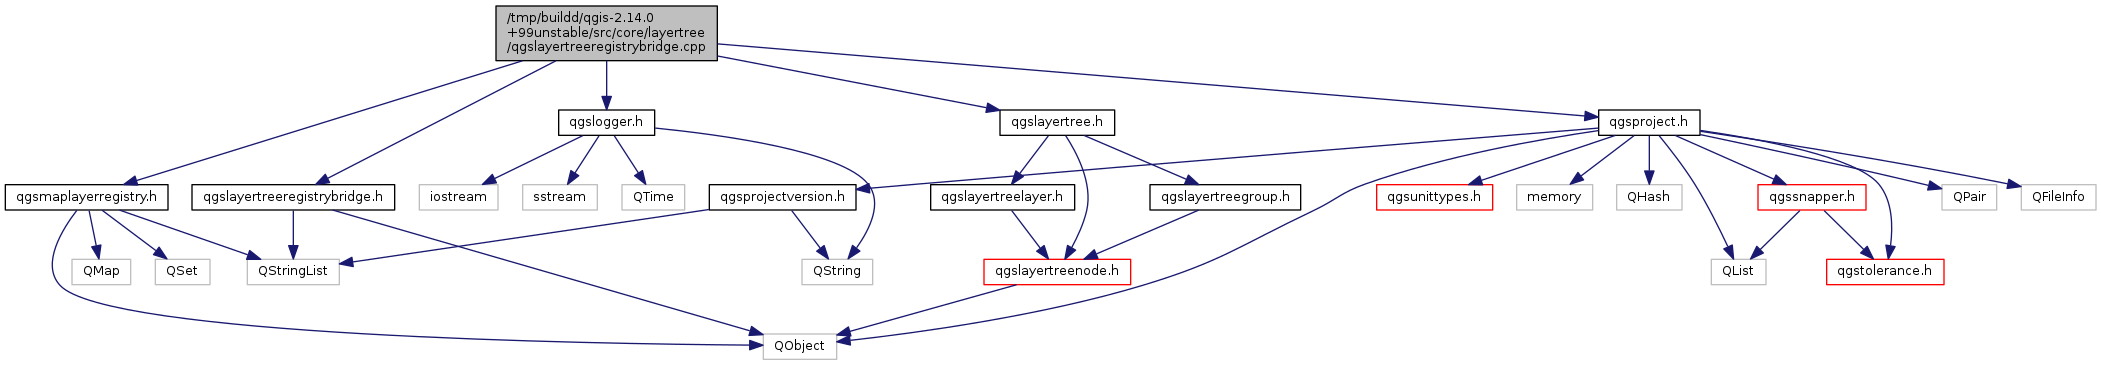 /tmp/buildd/qgis-2.14.0
+99unstable/src/core/layertree
/qgslayertreeregistrybridge.cpp
qgslogger.h
qgslayertree.h
qgsproject.h
qgsmaplayerregistry.h
qgslayertreeregistrybridge.h
iostream
sstream
QTime
qgsprojectversion.h
qgslayertreelayer.h
qgslayertreegroup.h
qgsunittypes.h
memory
QHash
qgssnapper.h
QPair
QFileInfo
QMap
QSet
QStringList
QString
qgslayertreenode.h
QList
qgstolerance.h
QObject